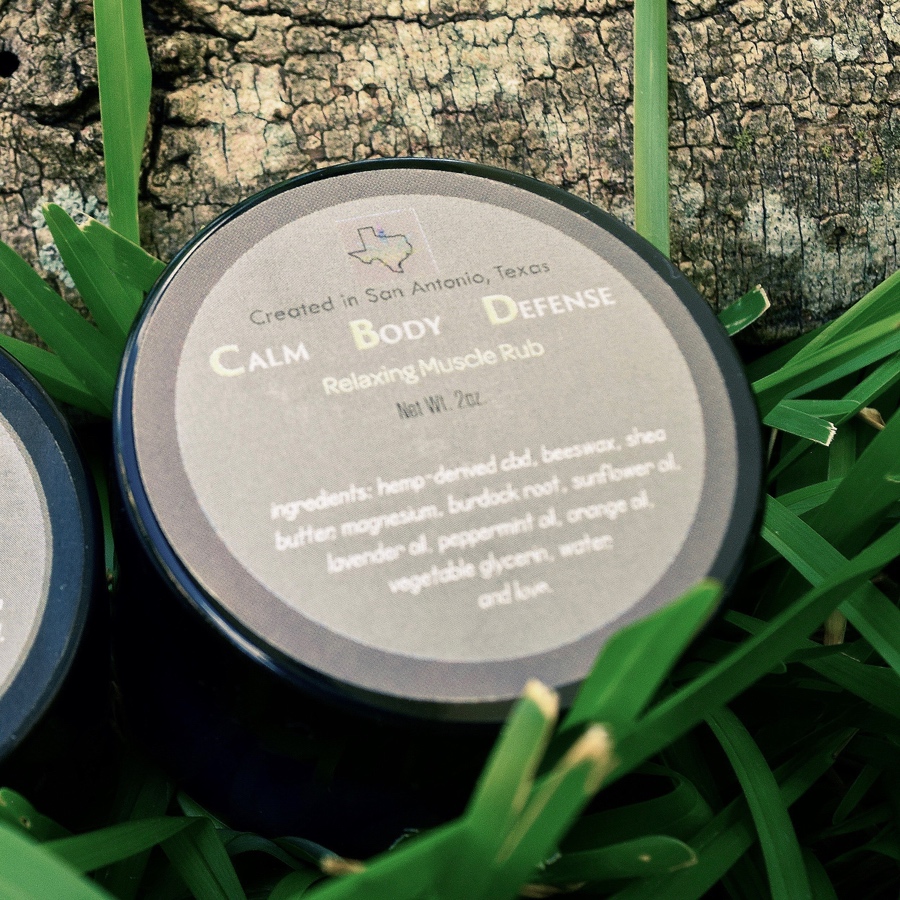 Created in San Antonio, Texas
CALM BODY DEFENSE
Relaxing Muscle Rub
Net Wt. 2oz.
ingredients: hemp-derived cbd, beeswax, shea
butter, magnesium, burdock root, sunflower oil,
lavender oil, peppermint oil, orange oil,
vegetable glycerin, water,
and love.